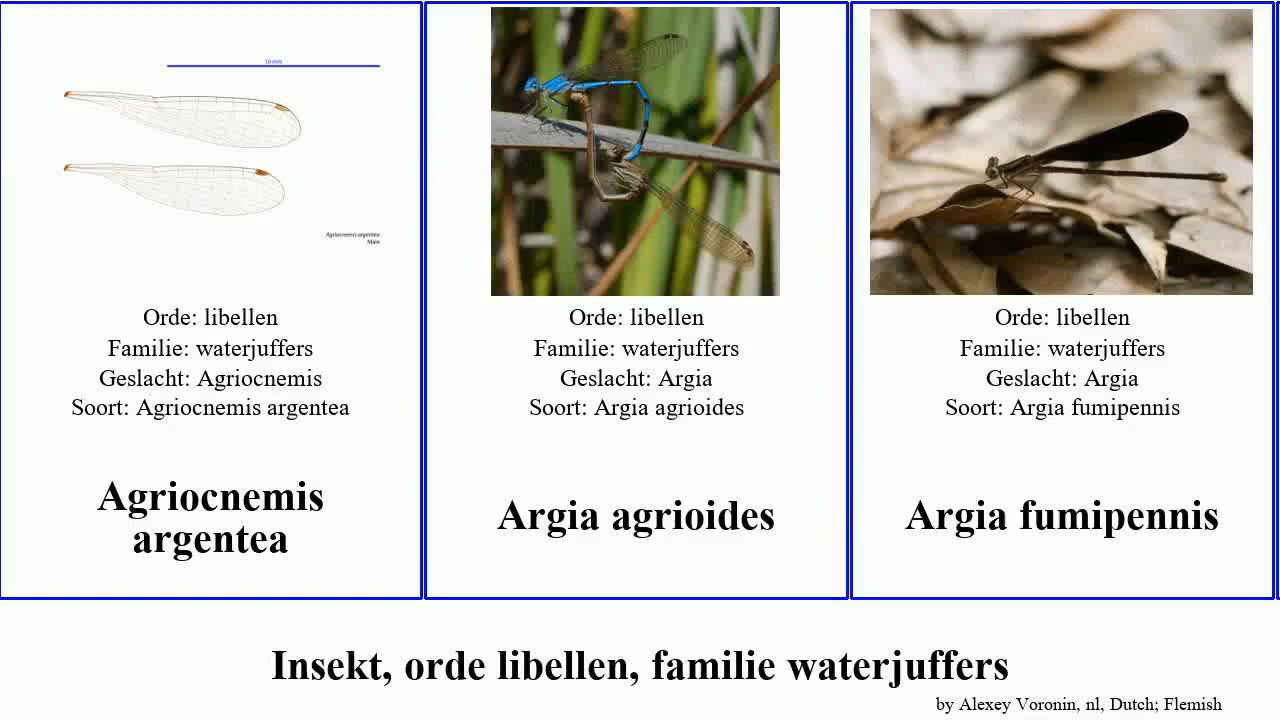 10 mm
Agriocnemis argentea
Male
Orde: libellen
Familie: waterjuffers
Geslacht: Agriocnemis
Soort: Agriocnemis argentea
Agriocnemis
argentea
Orde: libellen
Familie: waterjuffers
Geslacht: Argia
Soort: Argia agrioides
Argia agrioides
Orde: libellen
Familie: waterjuffers
Geslacht: Argia
Soort: Argia fumipennis
Argia fumipennis
Insekt, orde libellen, familie waterjuffers
by Alexey Voronin, nl, Dutch; Flemish